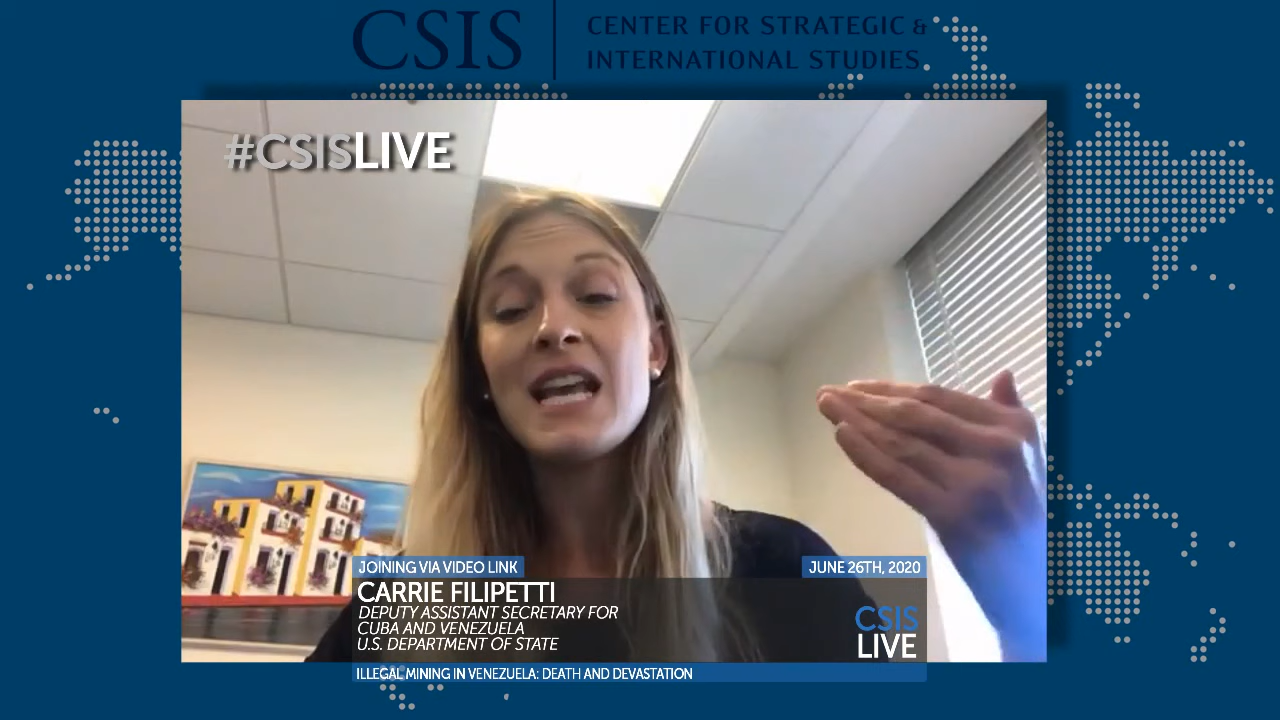 CSIS
CENTER FOR STRATEGIC &
INTERNATIONAL STUDIES
#CSISLIVE
JOINING VIA VIDEO LINK
JUNE 26TH, 2020
CARRIE FILIPETTI
DEPUTY ASSISTANT SECRETARY FOR
CUBA AND VENEZUELA
U.S. DEPARTMENT OF STATE
CSIS
LIVE
ILLEGAL MINING IN VENEZUELA: DEATH AND DEVASTATION